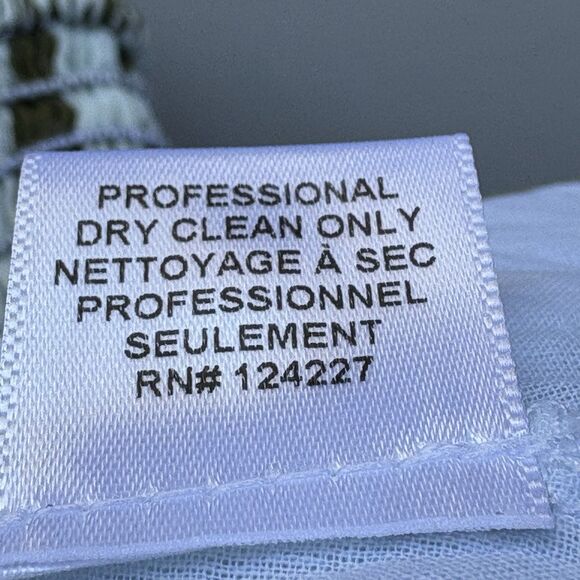 PROFESSIONAL
DRY CLEAN ONLY
NETTOYAGE À SEC
PROFESSIONNEL
SEULEMENT
RN# 124227